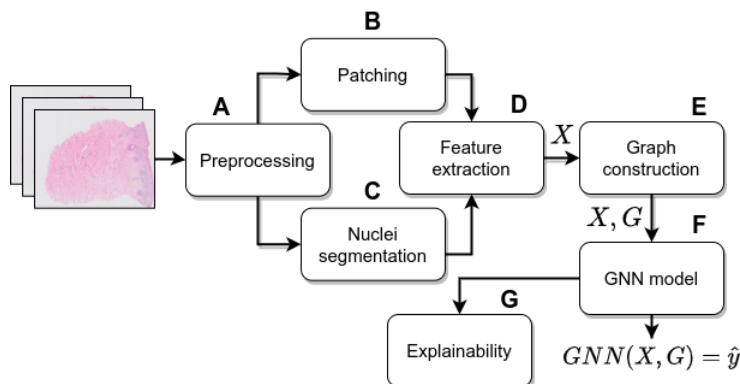 B
Patching
A
Preprocessing
D
Feature
extraction
X
E
Graph
construction
C
Nuclei
segmentation
X, G
F
GNN model
G
Explainability
GNN(X, G) = ŷ